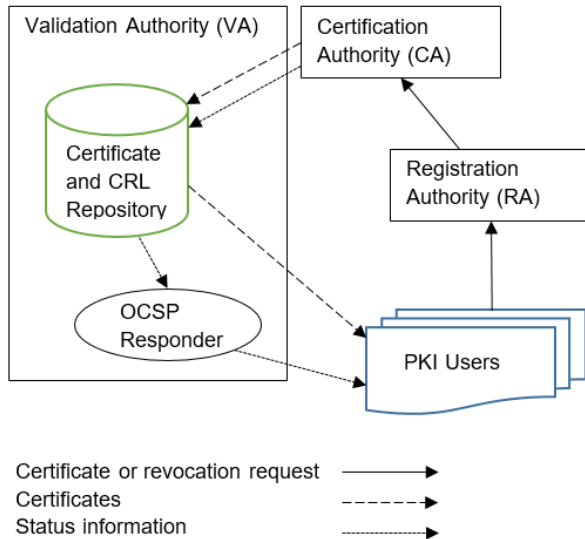 Validation Authority (VA)
Certification
Authority (CA)
Certificate
and CRL
Repository
Registration
Authority (RA)
OCSP
Responder
PKI Users
Certificate or revocation request
Certificates
Status information